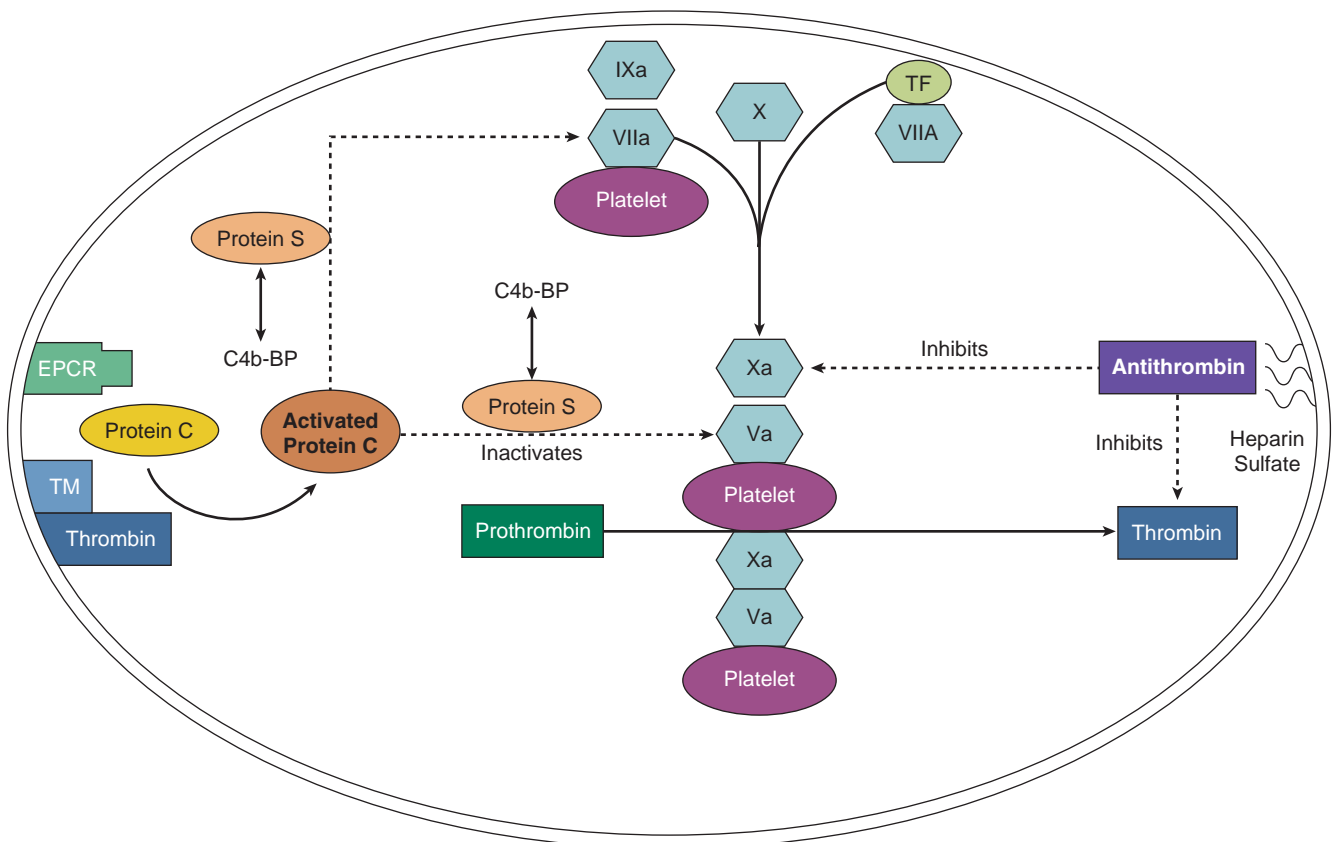 IXa
TF
X
VIIa
VIIA
Platelet
Protein S
C4b-BP
C4b-BP
EPCR
Inhibits
Xa
Antithrombin
Protein C
Activated
Protein C
Protein S
Inactivates
Va
Inhibits
Heparin
Sulfate
TM
Thrombin
Platelet
Prothrombin
Thrombin
Xa
Va
Platelet